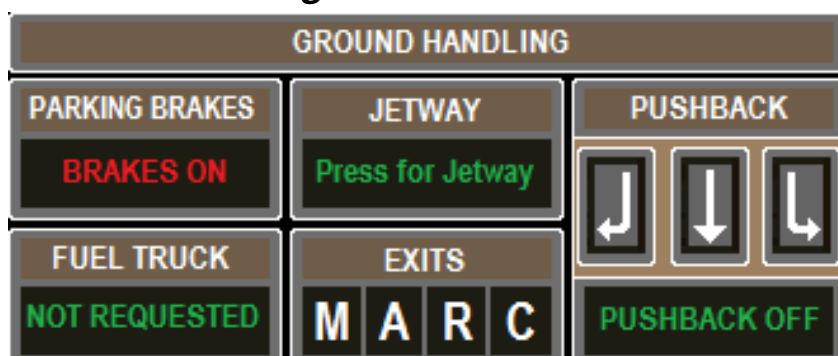 GROUND HANDLING
PARKING BRAKES
BRAKES ON
JETWAY
Press for Jetway
PUSHBACK
FUEL TRUCK
NOT REQUESTED
EXITS
M A R C
PUSHBACK OFF